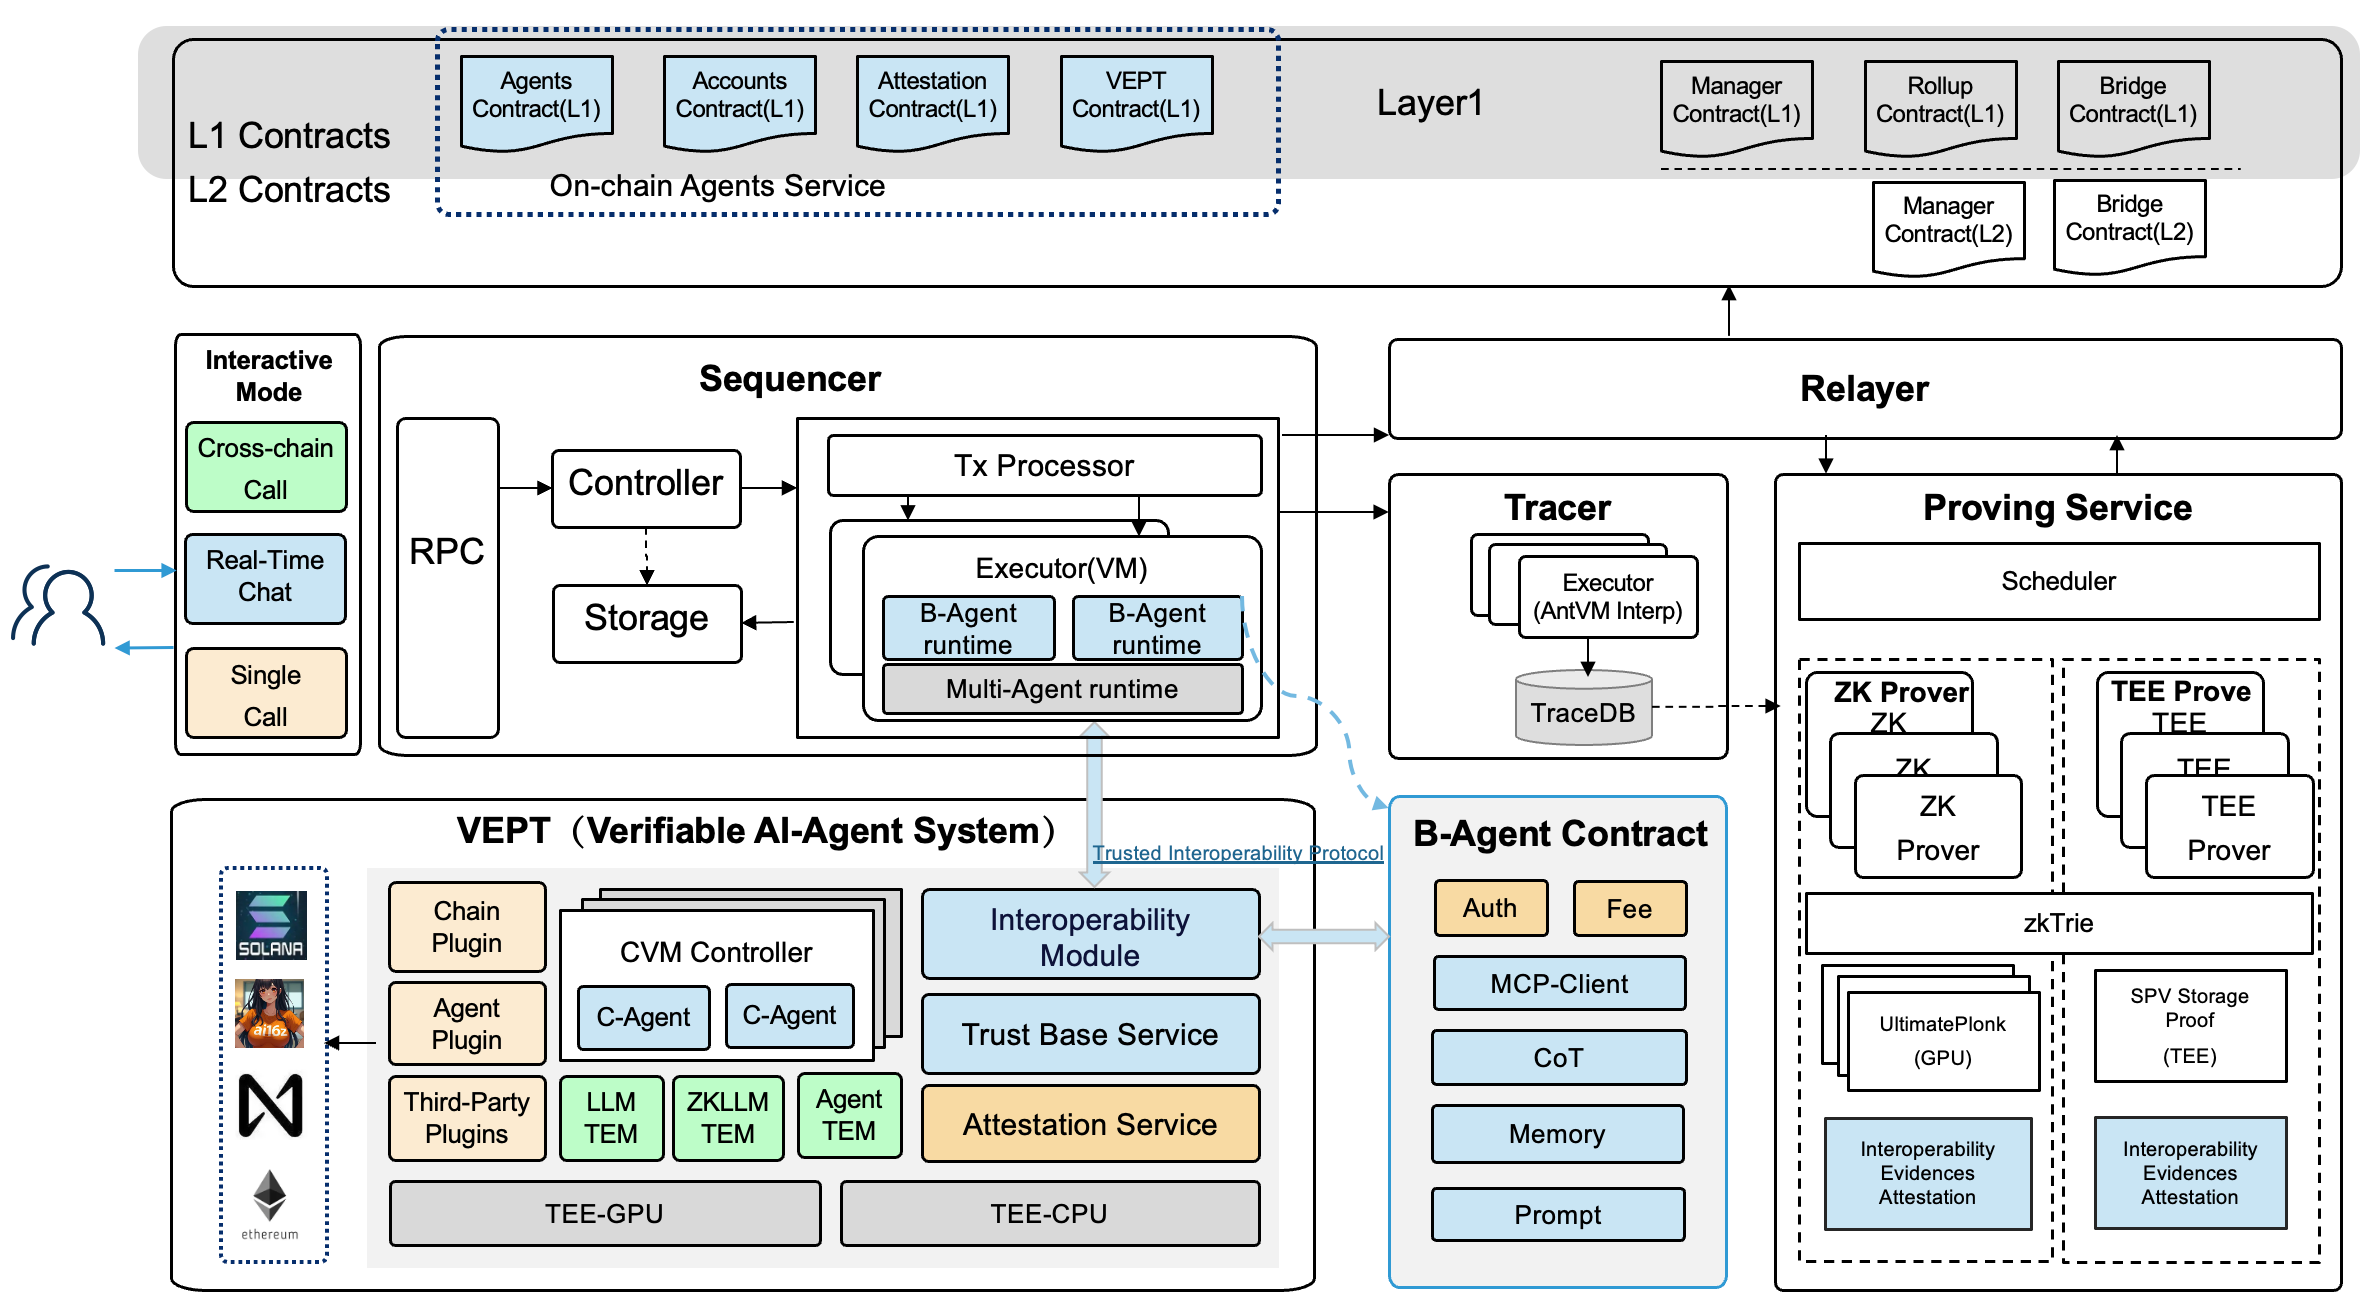 Agents
Contract(L1)
Accounts
Contract(L1)
Attestation
Contract(L1)
VEPT
Contract(L1)
Layer1
Manager
Contract(L1)
Rollup
Contract(L1)
Bridge
Contract(L1)
L1 Contracts
L2 Contracts
On-chain Agents Service
Manager
Contract(L2)
Bridge
Contract(L2)
Interactive
Mode
Cross-chain
Call
Real-Time
Chat
Single
Call
Sequencer
RPC
Controller
Storage
Tx Processor
Executor(VM)
B-Agent
runtime
B-Agent
runtime
Multi-Agent runtime
Relayer
Tracer
Executor
(AntVM Interp)
TraceDB
Proving Service
Scheduler
ZK Prover
ZK
ZK
ZK
Prover
TEE Prove
TEE
TEE
TEE
Prover
zkTrie
UltimatePlonk
(GPU)
SPV Storage
Proof
(TEE)
Interoperability
Evidences
Attestation
Interoperability
Evidences
Attestation
VEPT（Verifiable AI-Agent System）
Trusted Interoperability Protocol
SOLANA
ai16z
ethereum
Chain
Plugin
Agent
Plugin
Third-Party
Plugins
CVM Controller
C-Agent
C-Agent
LLM
TEM
ZKLLM
TEM
Agent
TEM
Interoperability
Module
Trust Base Service
Attestation Service
TEE-GPU
TEE-CPU
B-Agent Contract
Auth
Fee
MCP-Client
CoT
Memory
Prompt